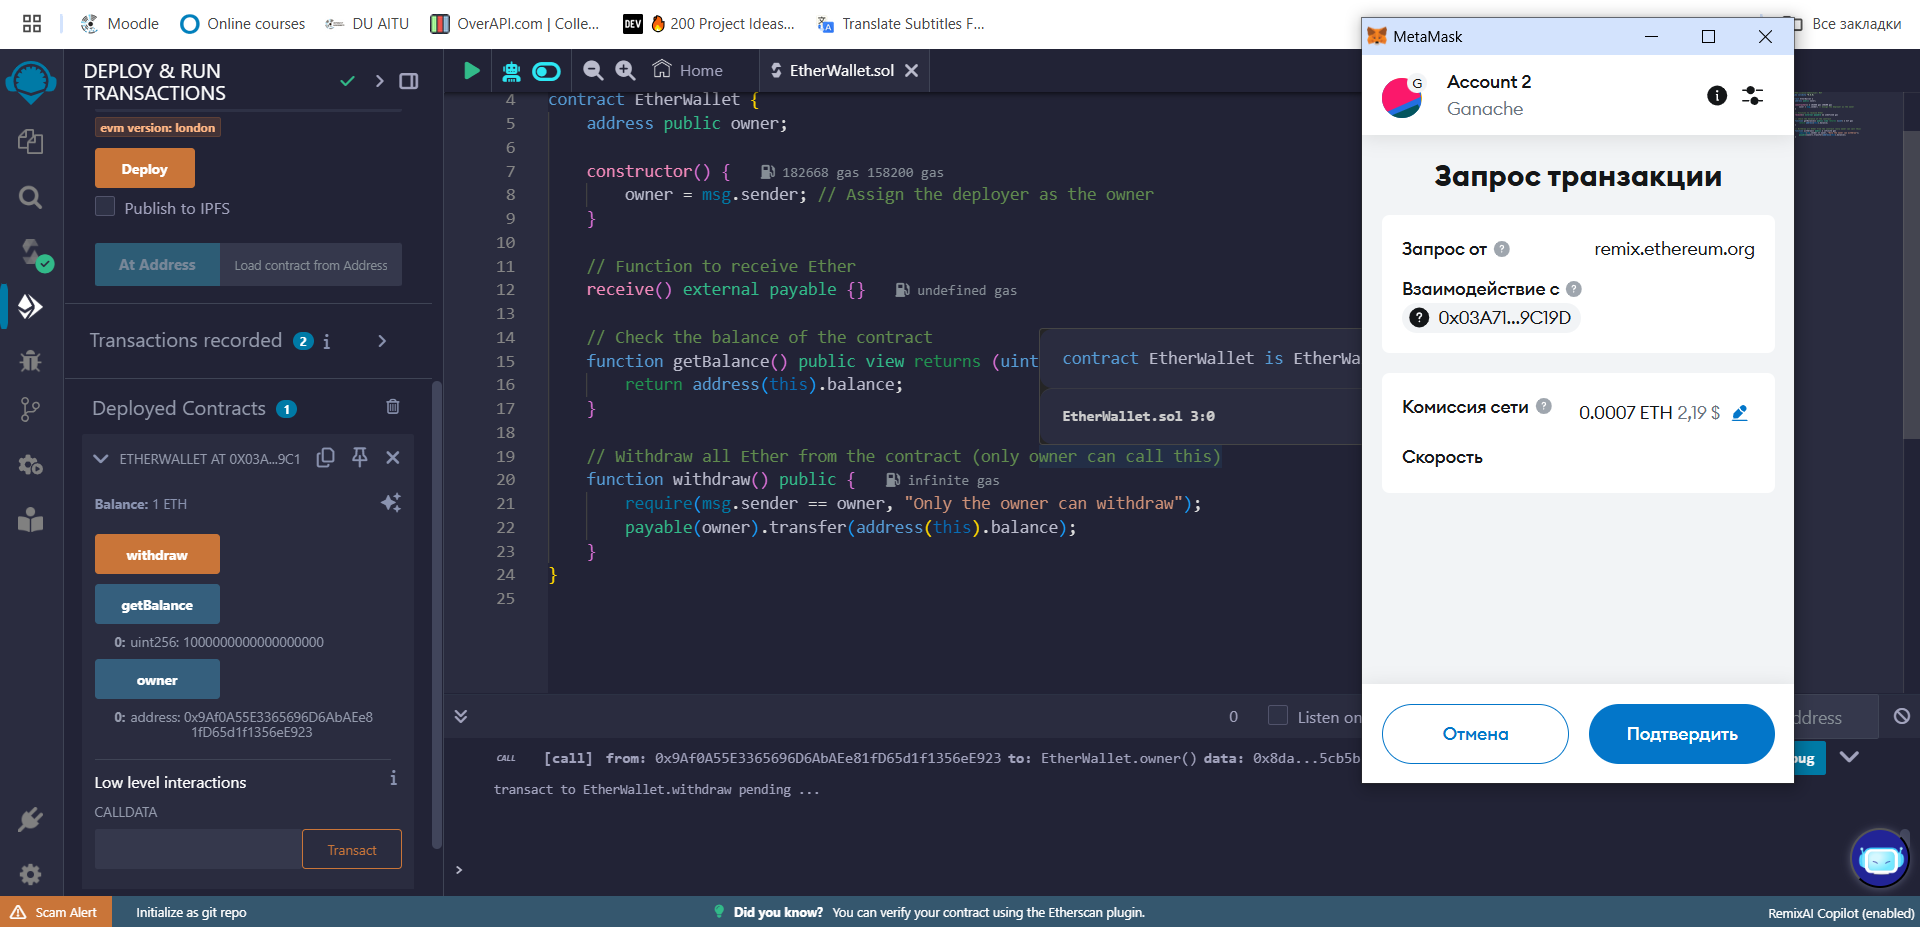 Moodle
Online courses
DU AITU
OverAPI.com | Colle...
DEV
200 Project Ideas...
Translate Subtitles F...
Все закладки
DEPLOY & RUN
TRANSACTIONS
evm version: london
Deploy
Publish to IPFS
At Address
Load contract from Address
Transactions recorded 2 i
Deployed Contracts 1
ETHERWALLET AT 0X03A...9C1
Balance: 1 ETH
withdraw
getBalance
0: uint256: 1000000000000000000
owner
0: address: 0x9Af0A55E3365696D6AbAEe8
1fD65d1f1356eE923
Low level interactions
i
CALLDATA
Transact
Home
EtherWallet.sol
4 contract EtherWallet {
5 address public owner;
6
7 constructor() { 182668 gas 158200 gas
8 owner = msg.sender; // Assign the deployer as the owner
9 }
10
11 // Function to receive Ether
12 receive() external payable {} undefined gas
13
14 // Check the balance of the contract
15 function getBalance() public view returns (uint
16 return address(this).balance;
17 }
18
19 // Withdraw all Ether from the contract (only owner can call this)
20 function withdraw() public { infinite gas
21 require(msg.sender == owner, "Only the owner can withdraw");
22 payable(owner).transfer(address(this).balance);
23 }
24 }
25
contract EtherWallet is EtherWa
EtherWallet.sol 3:0
0
Listen on
ddress
CALL [call] from: 0x9Af0A55E3365696D6AbAEe81fD65d1f1356eE923 to: EtherWallet.owner() data: 0x8da...5cb5b
bug
transact to EtherWallet.withdraw pending ...
>
MetaMask
G
Account 2
Ganache
Запрос транзакции
Запрос от ?
remix.ethereum.org
Взаимодействие с ?
? 0x03A71...9C19D
Комиссия сети ?
0.0007 ETH 2,19 $
Скорость
Отмена
Подтвердить
Scam Alert
Initialize as git repo
Did you know? You can verify your contract using the Etherscan plugin.
RemixAI Copilot (enabled)